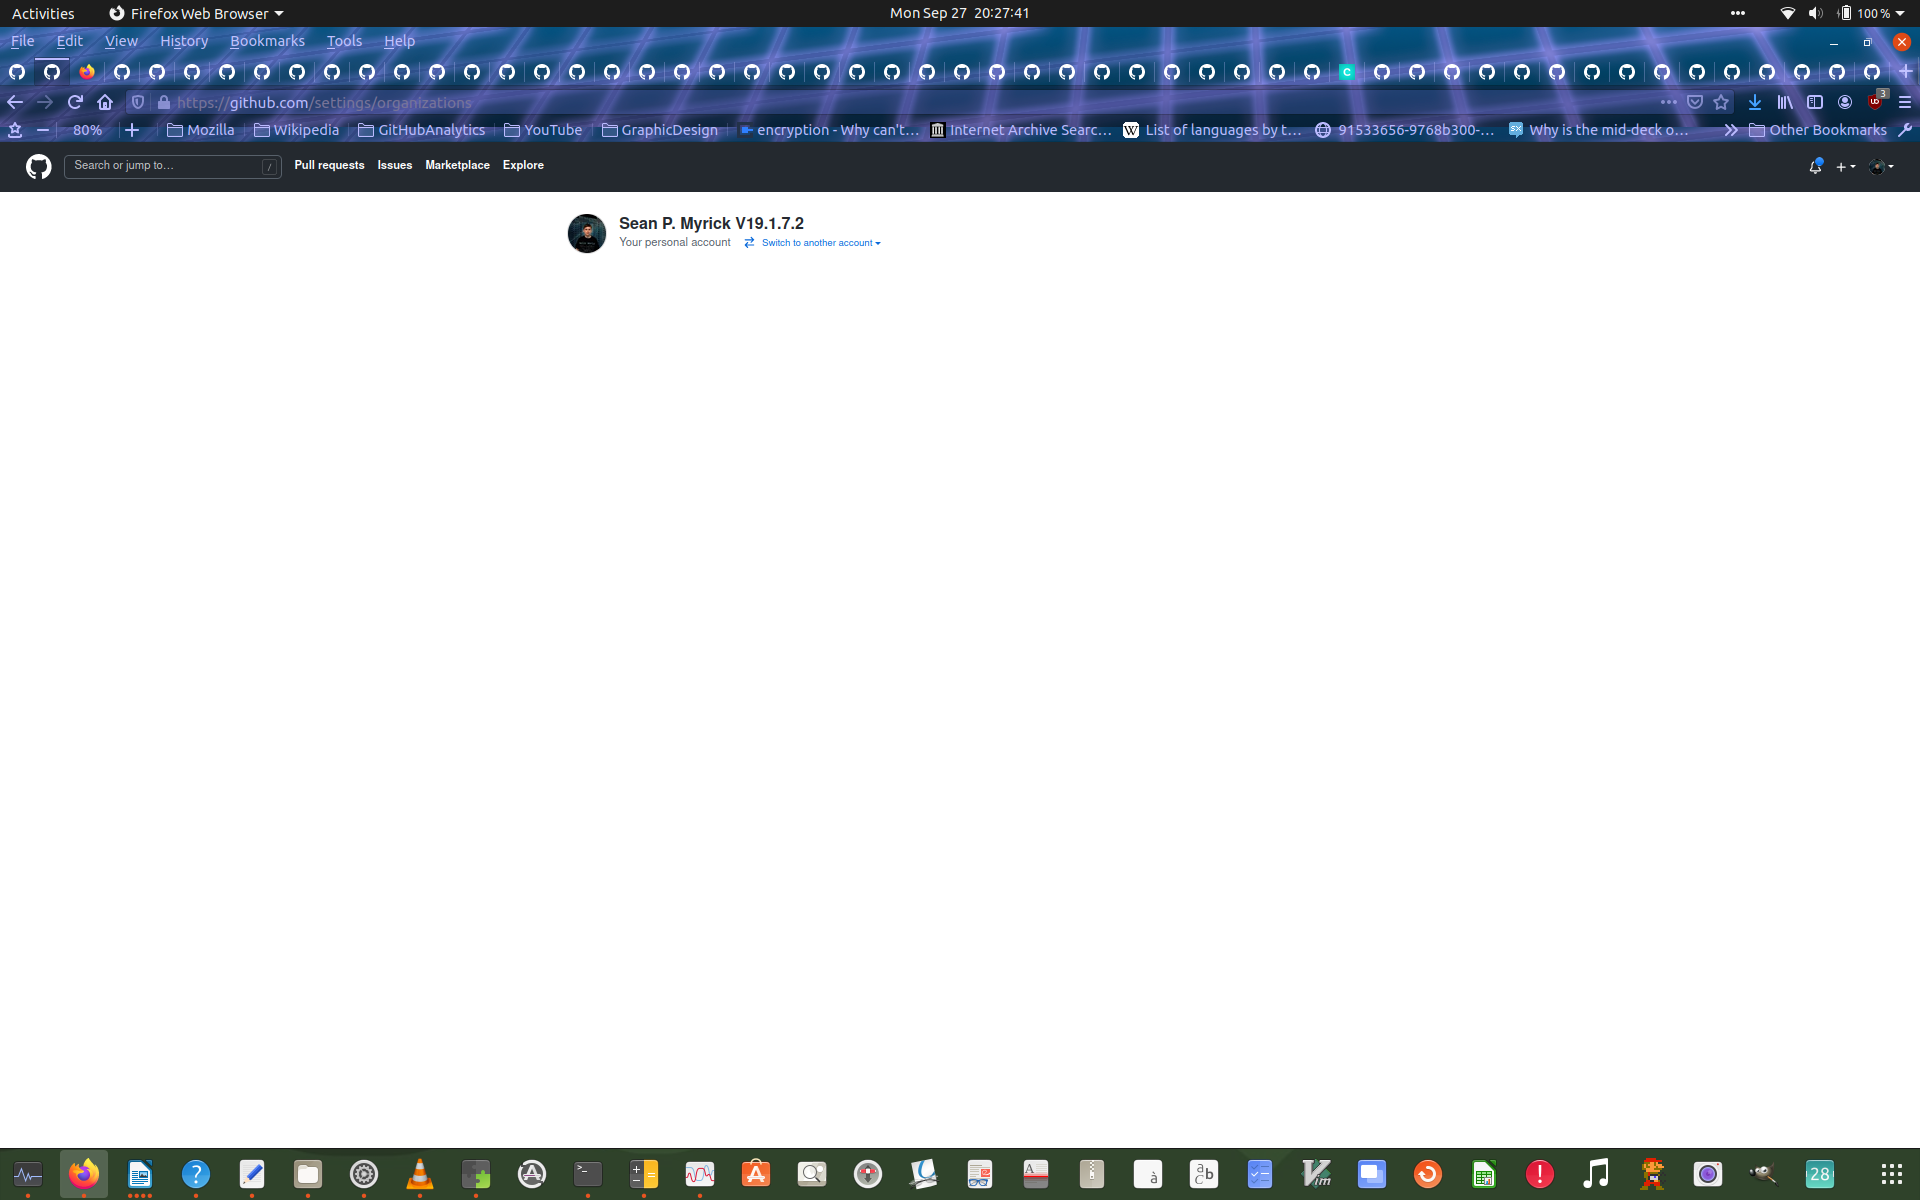 Activities Firefox Web Browser Mon Sep 27 20:27:41 100 %
File Edit View History Bookmarks Tools Help
C
https://github.com/settings/organizations 3
80% Mozilla Wikipedia GitHubAnalytics YouTube GraphicDesign encryption - Why can't… Internet Archive Searc… W List of languages by t… 91533656-9768b300-… Why is the mid-deck o… Other Bookmarks
Search or jump to… / Pull requests Issues Marketplace Explore
Sean P. Myrick V19.1.7.2
Your personal account Switch to another account
28